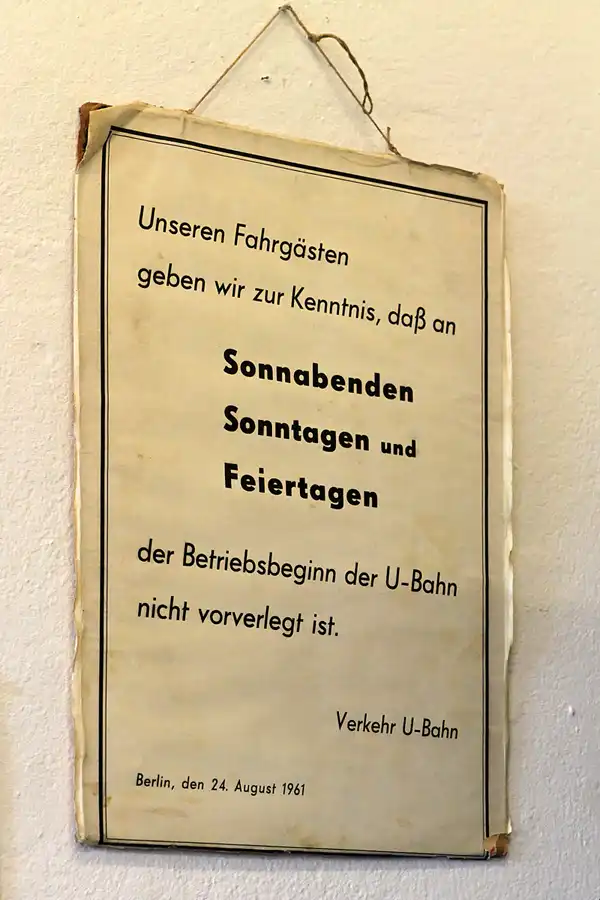 Unseren Fahrgästen
geben wir zur Kenntnis, daß an
Sonnabenden
Sonntagen und
Feiertagen
der Betriebsbeginn der U-Bahn
nicht vorverlegt ist.
Verkehr U-Bahn
Berlin, den 24. August 1961